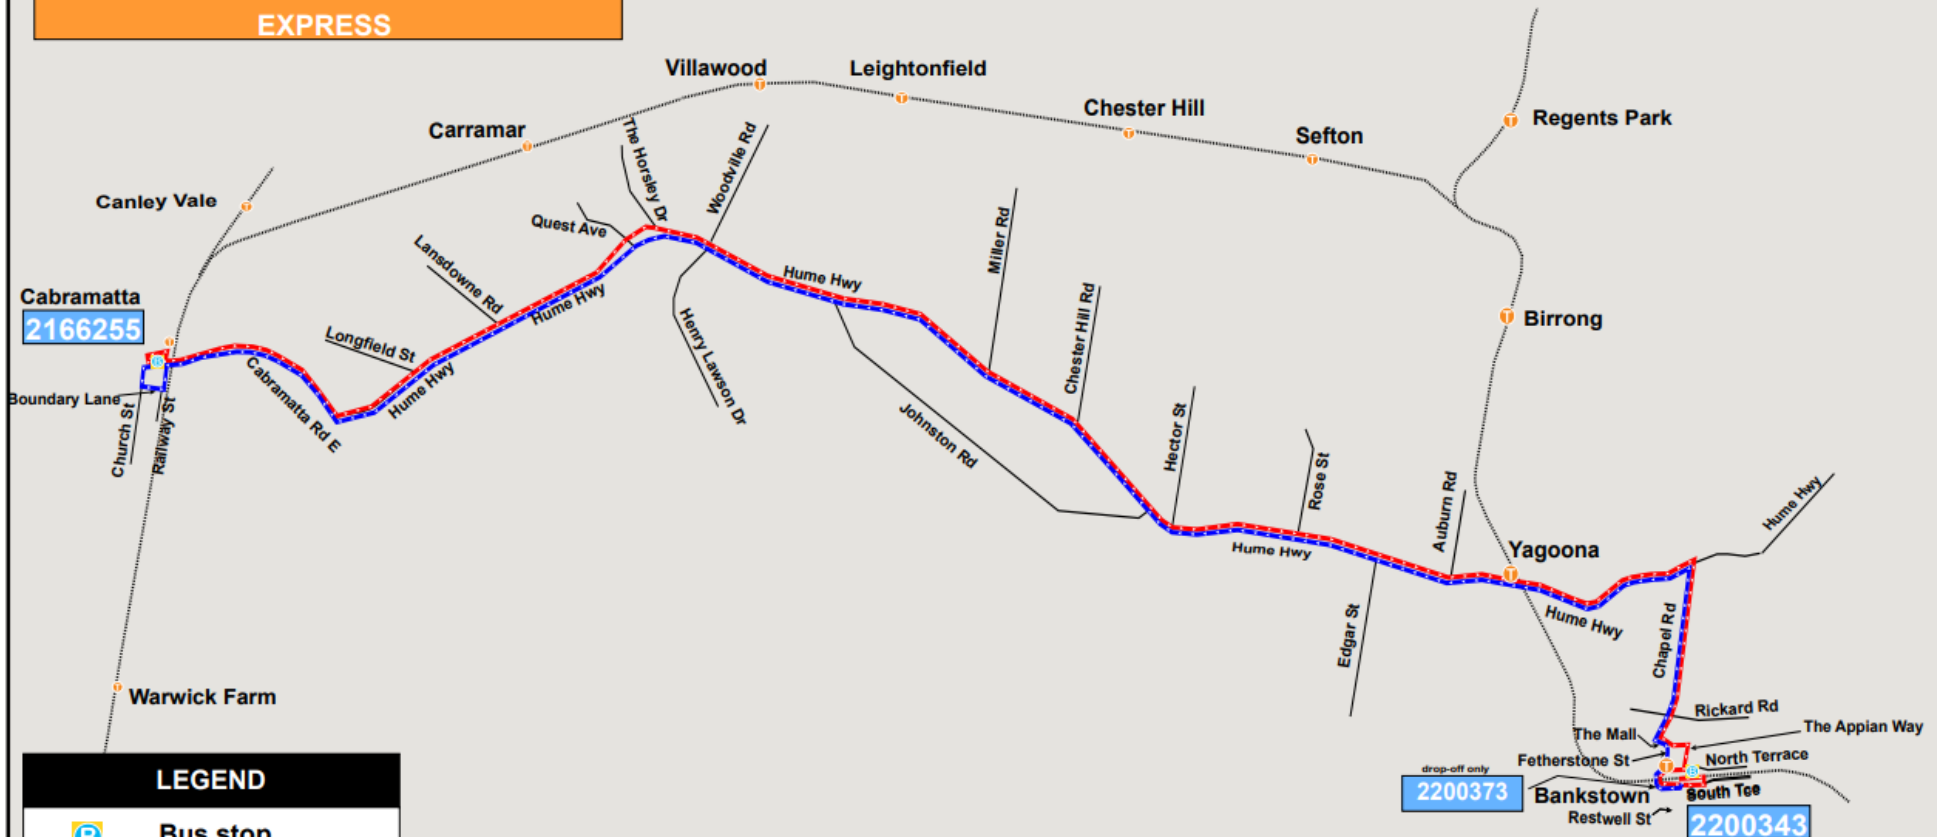 EXPRESS
Villawood
Leightonfield
Chester Hill
Sefton
Regents Park
Carramar
Canley Vale
The Horsley Dr
Woodville Rd
Quest Ave
Lansdowne Rd
Hume Hwy
Hume Hwy
Miller Rd
Cabramatta
2166255
Longfield St
Henry Lawson Dr
Chester Hill Rd
Birrong
Boundary Lane
Church St
Railway St
Cabramatta Rd E
Hume Hwy
Johnston Rd
Hector St
Rose St
Auburn Rd
Hume Hwy
Hume Hwy
Yagoona
Edgar St
Hume Hwy
Chapel Rd
Warwick Farm
Rickard Rd
The Mall
The Appian Way
Fetherstone St
North Terrace
drop-off only
2200373
Bankstown
South Tce
Restwell St
2200343
LEGEND
B
Bus stop